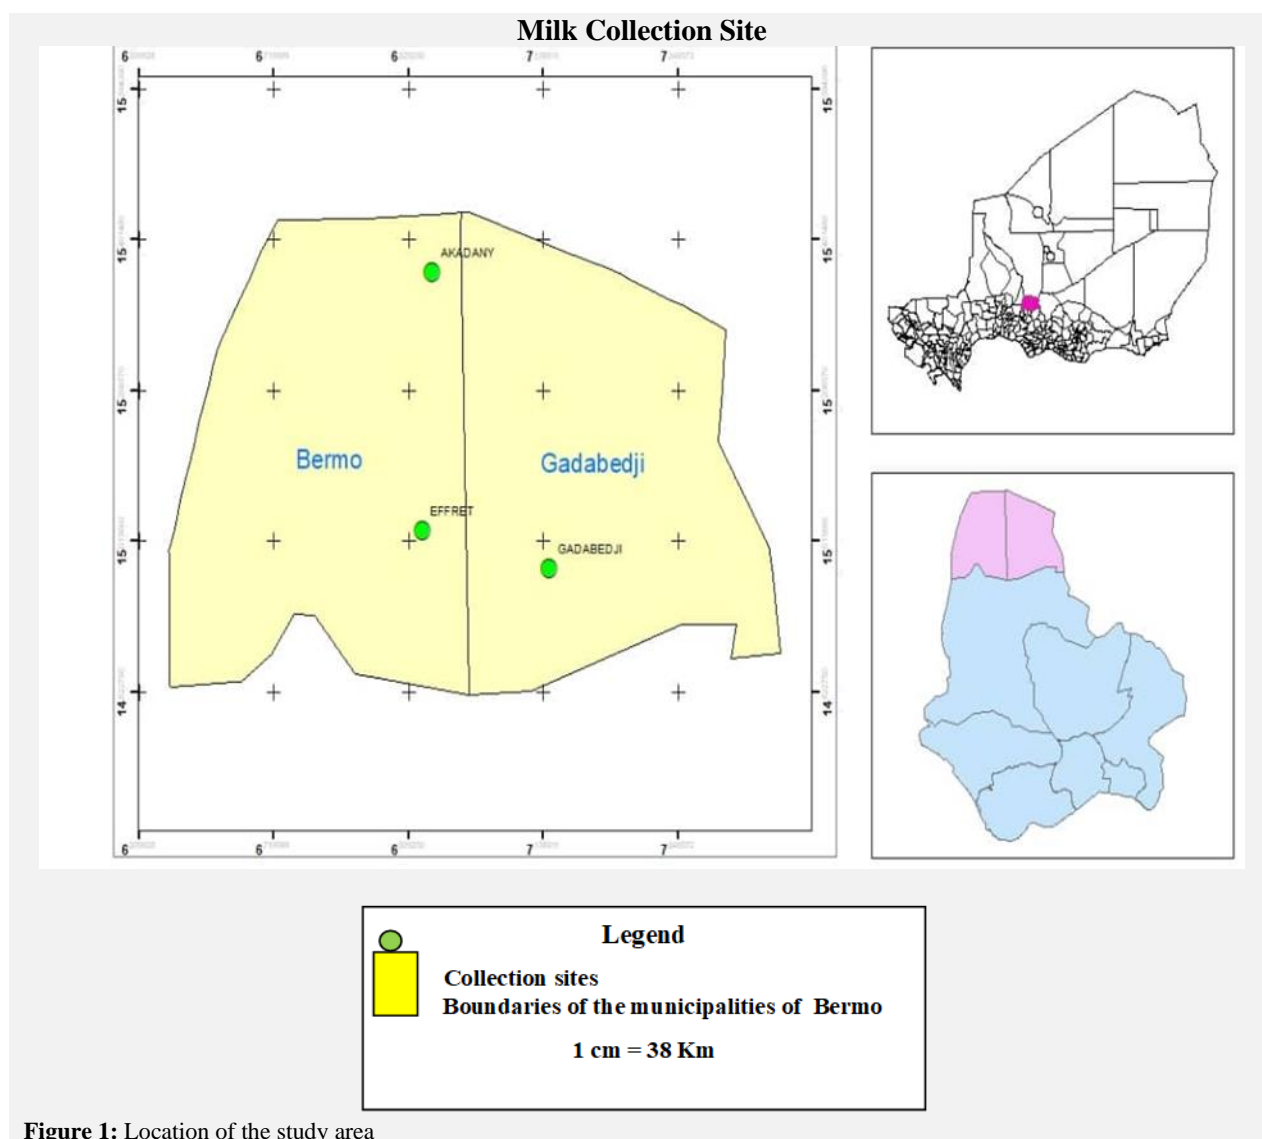 Milk Collection Site
6 6 6 7 7
15 15
AKADANY
15 15
15 15
Bermo Gadabedji
EFFRET
GADABEDJI
15 15
14 14
6 6 6 7 7
Legend
Collection sites
Boundaries of the municipalities of Bermo
1 cm = 38 Km
Figure 1: Location of the study area